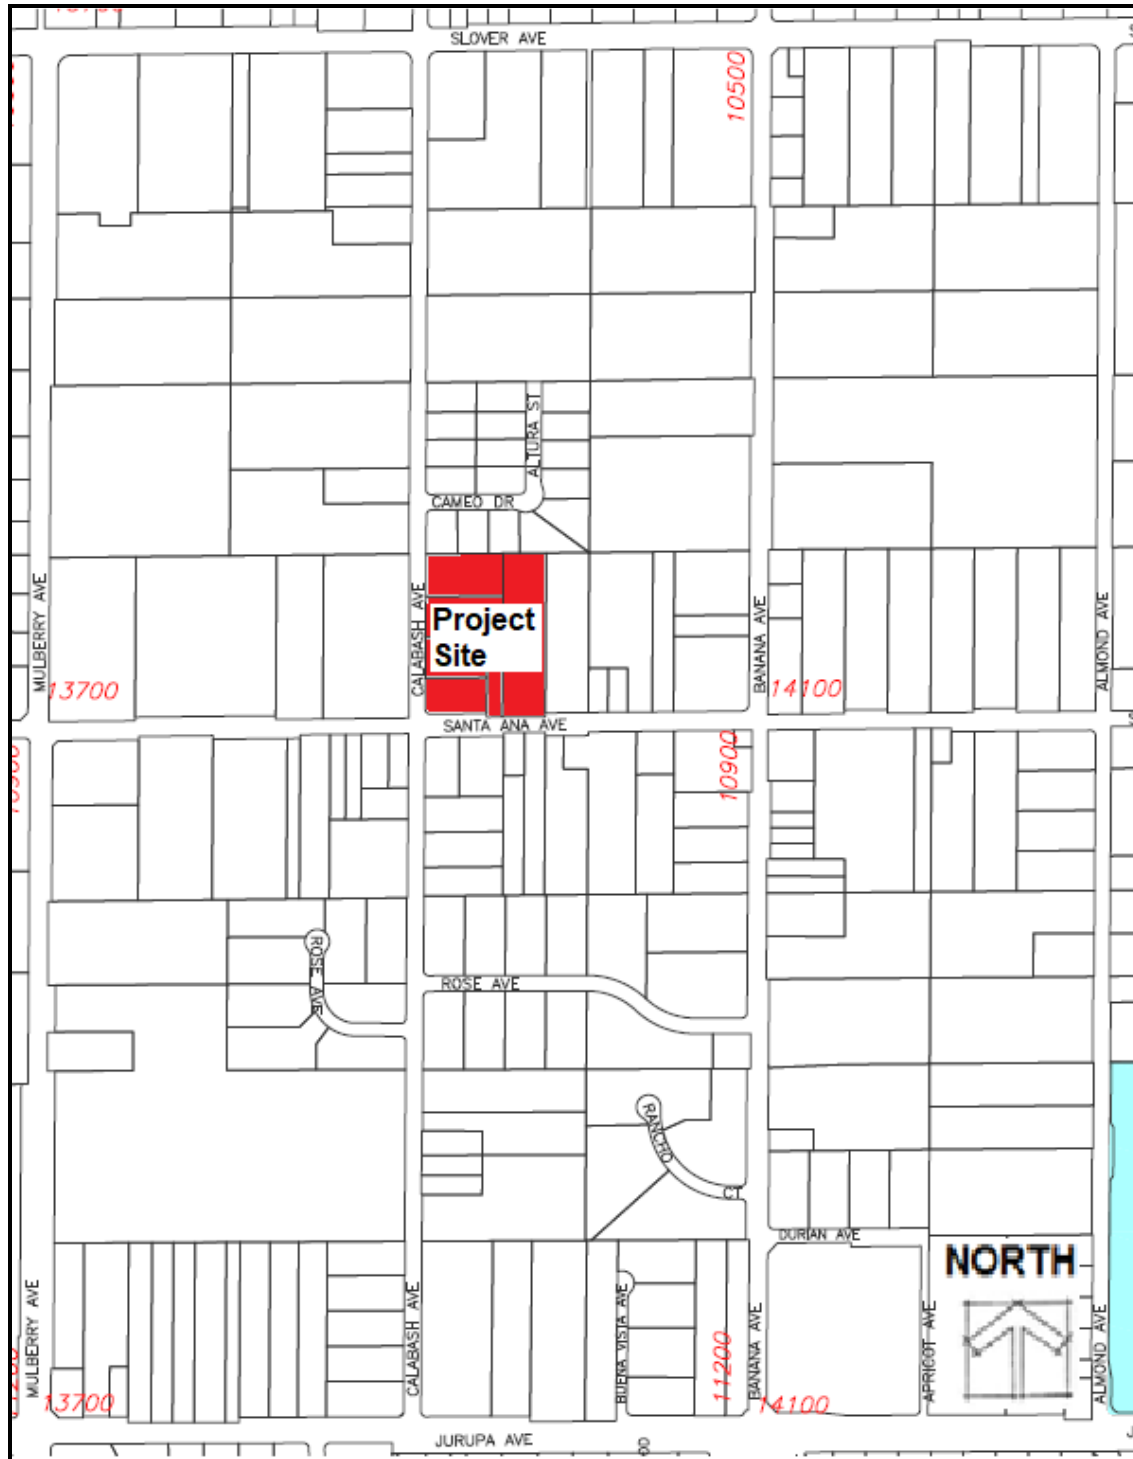 SLOVER AVE
10500
ALTURA ST
CAMEO DR
MULBERRY AVE
CALABASH AVE
Project
Site
BANANA AVE
ALMOND AVE
13700
14100
SANTA ANA AVE
10900
ROSE AVE
ROSE AVE
RANCHO
CT
DURIAN AVE
NORTH
MULBERRY AVE
CALABASH AVE
BUENA VISTA AVE
11200
BANANA AVE
APRICOT AVE
ALMOND AVE
13700
14100
JURUPA AVE